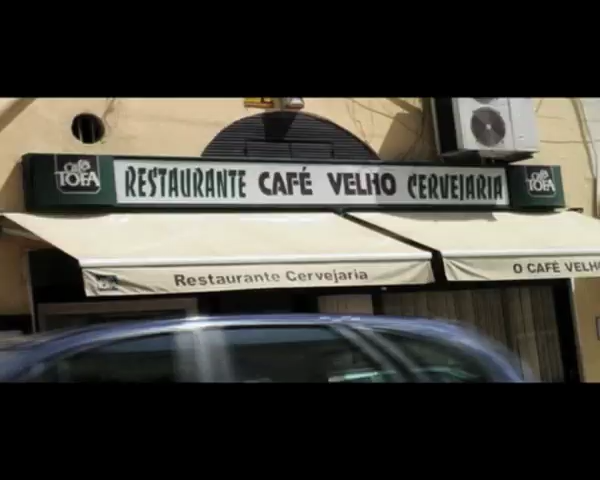 Café
TOFA
RESTAURANTE CAFÉ VELHO CERVEJARIA
Café
TOFA
Restaurante Cervejaria
O CAFÉ VELHO